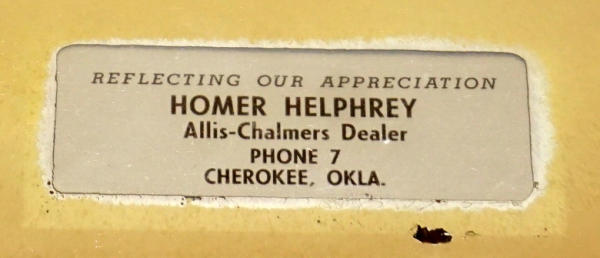 REFLECTING OUR APPRECIATION
HOMER HELPHREY
Allis-Chalmers Dealer
PHONE 7
CHEROKEE, OKLA.